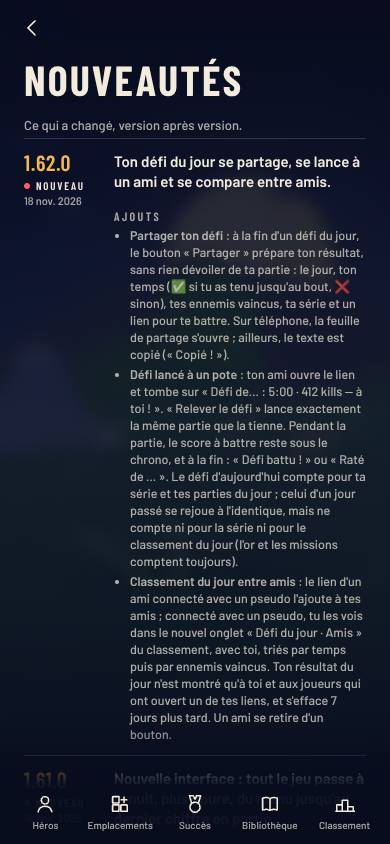 NOUVEAUTÉS
Ce qui a changé, version après version.
1.62.0
NOUVEAU
18 nov. 2026
Ton défi du jour se partage, se lance à
un ami et se compare entre amis.
AJOUTS
• Partager ton défi : à la fin d'un défi du jour,
le bouton « Partager » prépare ton résultat,
sans rien dévoiler de ta partie : le jour, ton
temps (✅ si tu as tenu jusqu'au bout, ❌
sinon), tes ennemis vaincus, ta série et un
lien pour te battre. Sur téléphone, la feuille
de partage s'ouvre ; ailleurs, le texte est
copié (« Copié ! »).
• Défi lancé à un pote : ton ami ouvre le lien
et tombe sur « Défi de… : 5:00 · 412 kills — à
toi ! ». « Relever le défi » lance exactement
la même partie que la tienne. Pendant la
partie, le score à battre reste sous le
chrono, et à la fin : « Défi battu ! » ou « Raté
de … ». Le défi d'aujourd'hui compte pour ta
série et tes parties du jour ; celui d'un jour
passé se rejoue à l'identique, mais ne
compte ni pour la série ni pour le
classement du jour (l'or et les missions
comptent toujours).
• Classement du jour entre amis : le lien d'un
ami connecté avec un pseudo l'ajoute à tes
amis ; connecté avec un pseudo, tu les vois
dans le nouvel onglet « Défi du jour · Amis »
du classement, avec toi, triés par temps
puis par ennemis vaincus. Ton résultat du
jour n'est montré qu'à toi et aux joueurs qui
ont ouvert un de tes liens, et s'efface 7
jours plus tard. Un ami se retire d'un
bouton.
1.61.0
Nouvelle interface : tout le jeu passe à
Héros
Emplacements
Succès
Bibliothèque
Classement